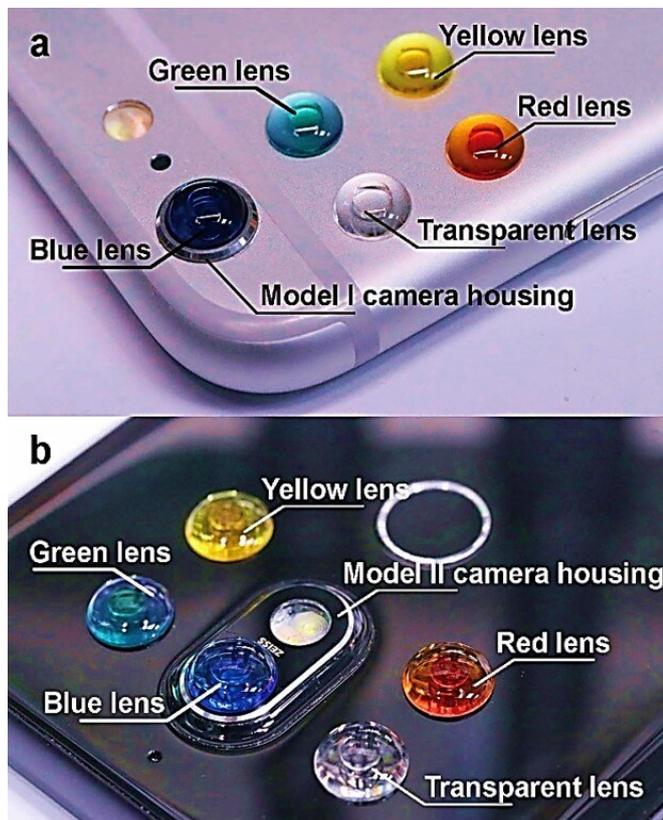 a
Yellow lens
Green lens
Red lens
Transparent lens
Blue lens
Model I camera housing
b
Yellow lens
Green lens
Model II camera housing
ZEISS
Red lens
Blue lens
Transparent lens